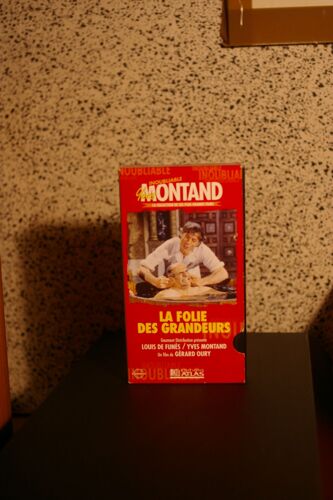 INOUBLIABLE
INOUBLIABLE
MONTAND
LA FOLIE
DES GRANDEURS
Gaumont Distribution présente
LOUIS DE FUNÈS / YVES MONTAND
Un film de GÉRARD OURY
ATLAS